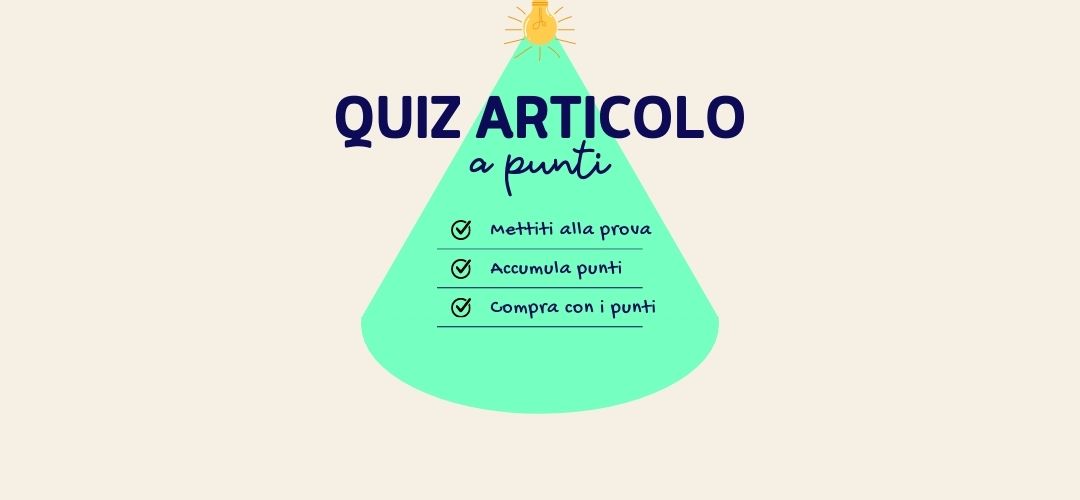 QUIZ ARTICOLO
a punti
Mettiti alla prova
Accumula punti
Compra con i punti